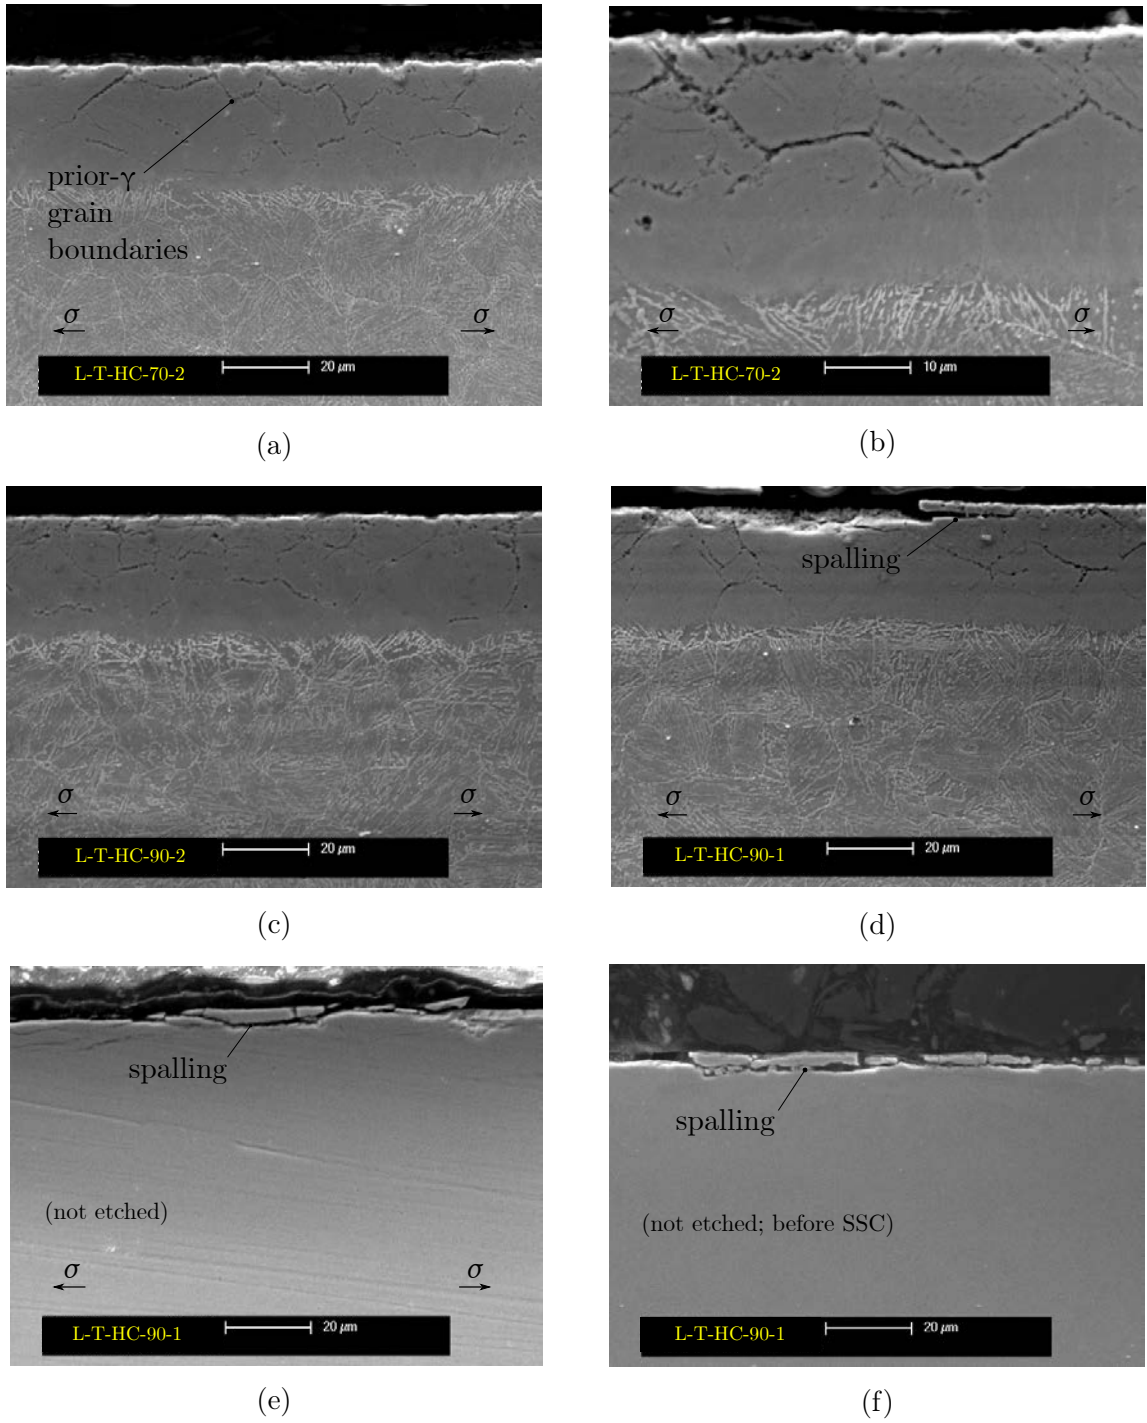 prior-γ
grain
boundaries
σ σ
L-T-HC-70-2 20 µm
(a)
σ σ
L-T-HC-70-2 10 µm
(b)
σ σ
L-T-HC-90-2 20 µm
(c)
spalling
σ σ
L-T-HC-90-1 20 µm
(d)
spalling
(not etched)
σ σ
L-T-HC-90-1 20 µm
(e)
spalling
(not etched; before SSC)
L-T-HC-90-1 20 µm
(f)